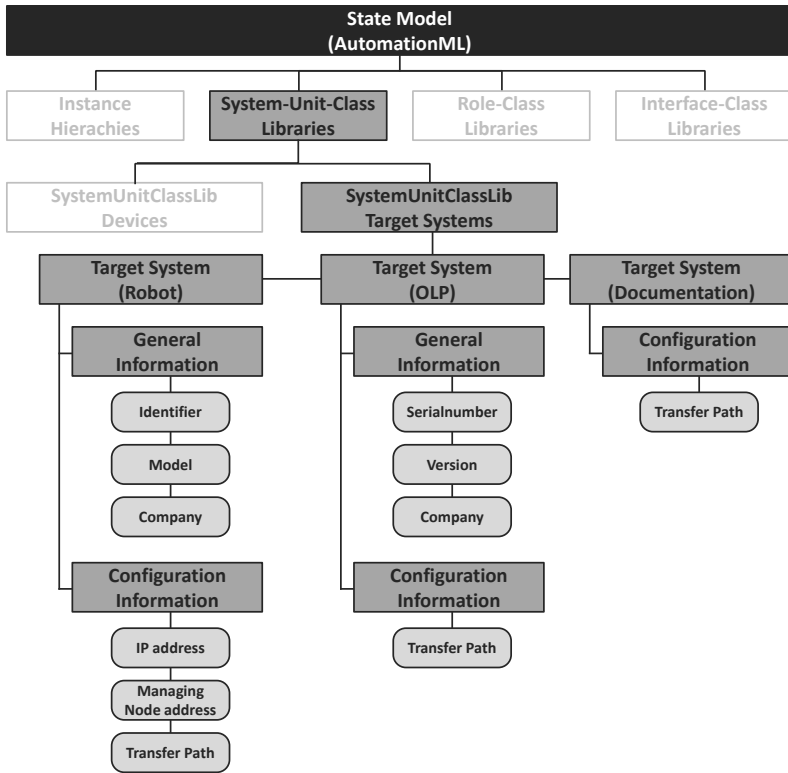 State Model
(AutomationML)
Instance
Hierachies
System-Unit-Class
Libraries
Role-Class
Libraries
Interface-Class
Libraries
SystemUnitClassLib
Devices
SystemUnitClassLib
Target Systems
Target System
(Robot)
Target System
(OLP)
Target System
(Documentation)
General
Information
General
Information
Configuration
Information
Identifier
Serialnumber
Transfer Path
Model
Version
Company
Company
Configuration
Information
Configuration
Information
IP address
Transfer Path
Managing
Node address
Transfer Path